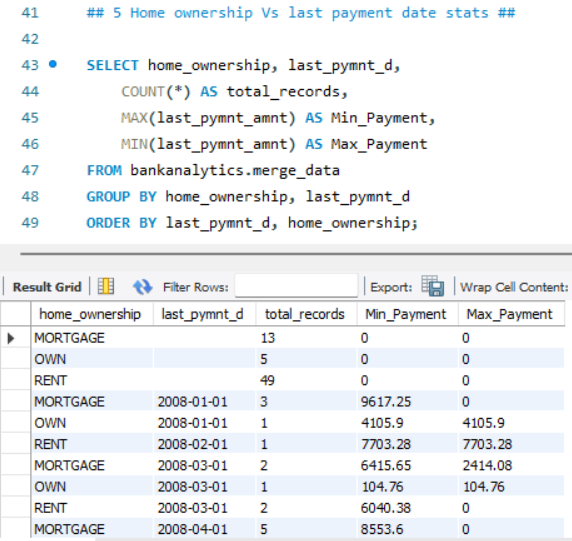 41 ## 5 Home ownership Vs last payment date stats ##
42
43 SELECT home_ownership, last_pymnt_d,
44 COUNT(*) AS total_records,
45 MAX(last_pymnt_amnt) AS Min_Payment,
46 MIN(last_pymnt_amnt) AS Max_Payment
47 FROM bankanalytics.merge_data
48 GROUP BY home_ownership, last_pymnt_d
49 ORDER BY last_pymnt_d, home_ownership;
Result Grid Filter Rows: Export: Wrap Cell Content:
home_ownership last_pymnt_d total_records Min_Payment Max_Payment
MORTGAGE 13 0 0
OWN 5 0 0
RENT 49 0 0
MORTGAGE 2008-01-01 3 9617.25 0
OWN 2008-01-01 1 4105.9 4105.9
RENT 2008-02-01 1 7703.28 7703.28
MORTGAGE 2008-03-01 2 6415.65 2414.08
OWN 2008-03-01 1 104.76 104.76
RENT 2008-03-01 2 6040.38 0
MORTGAGE 2008-04-01 5 8553.6 0